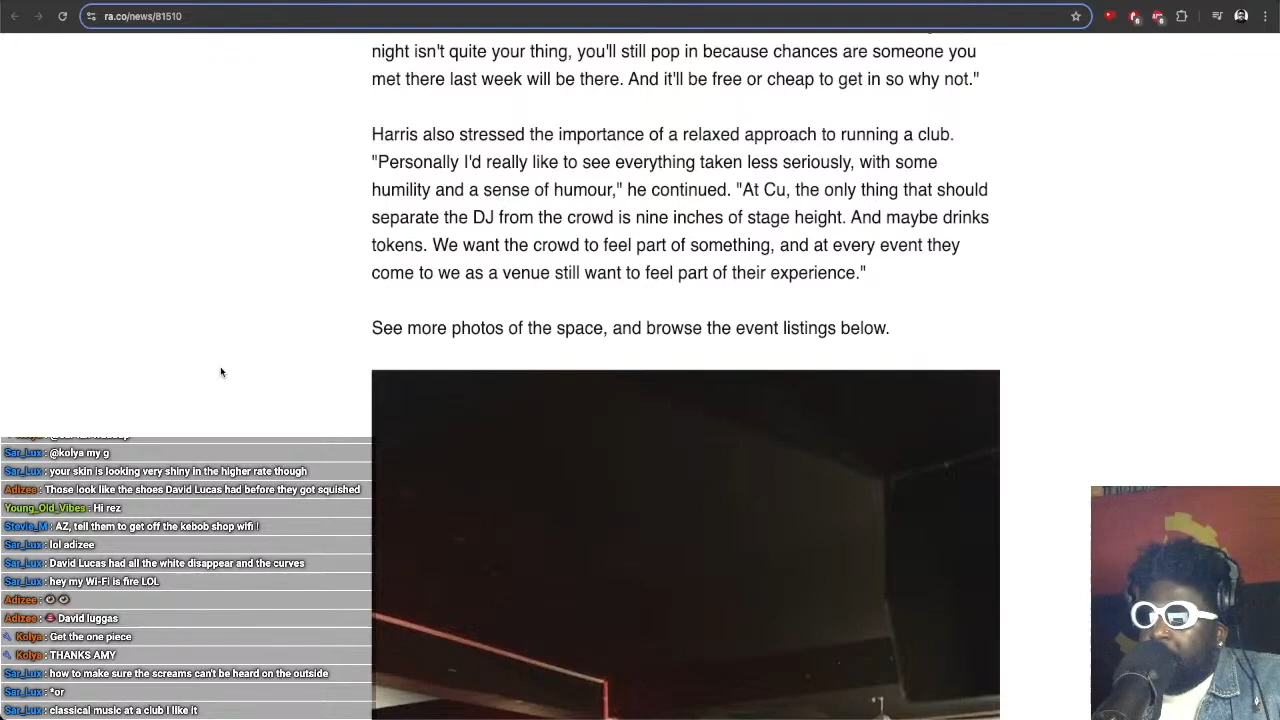 ra.co/news/81510
night isn't quite your thing, you'll still pop in because chances are someone you
met there last week will be there. And it'll be free or cheap to get in so why not."
Harris also stressed the importance of a relaxed approach to running a club.
"Personally I'd really like to see everything taken less seriously, with some
humility and a sense of humour," he continued. "At Cu, the only thing that should
separate the DJ from the crowd is nine inches of stage height. And maybe drinks
tokens. We want the crowd to feel part of something, and at every event they
come to we as a venue still want to feel part of their experience."
See more photos of the space, and browse the event listings below.
Sar_Lux : @kolya my g
Sar_Lux : your skin is looking very shiny in the higher rate though
Adizee : Those look like the shoes David Lucas had before they got squished
Young_Old_Vibes : Hi rez
Stevie_M : AZ, tell them to get off the kebob shop wifi !
Sar_Lux : lol adizee
Sar_Lux : David Lucas had all the white disappear and the curves
Sar_Lux : hey my Wi-Fi is fire LOL
Adizee : 👁️ 👁️
Adizee : David luggas
Kolya : Get the one piece
Kolya : THANKS AMY
Sar_Lux : how to make sure the screams can't be heard on the outside
Sar_Lux : *or
Sar_Lux : classical music at a club I like it